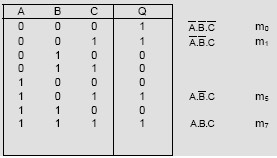 A B C Q
0 0 0 1 A̅.B̅.C̅ m₀
0 0 1 1 A̅.B̅.C m₁
0 1 0 0
0 1 1 0
1 0 0 0
1 0 1 1 A.B̅.C m₅
1 1 0 0
1 1 1 1 A.B.C m₇